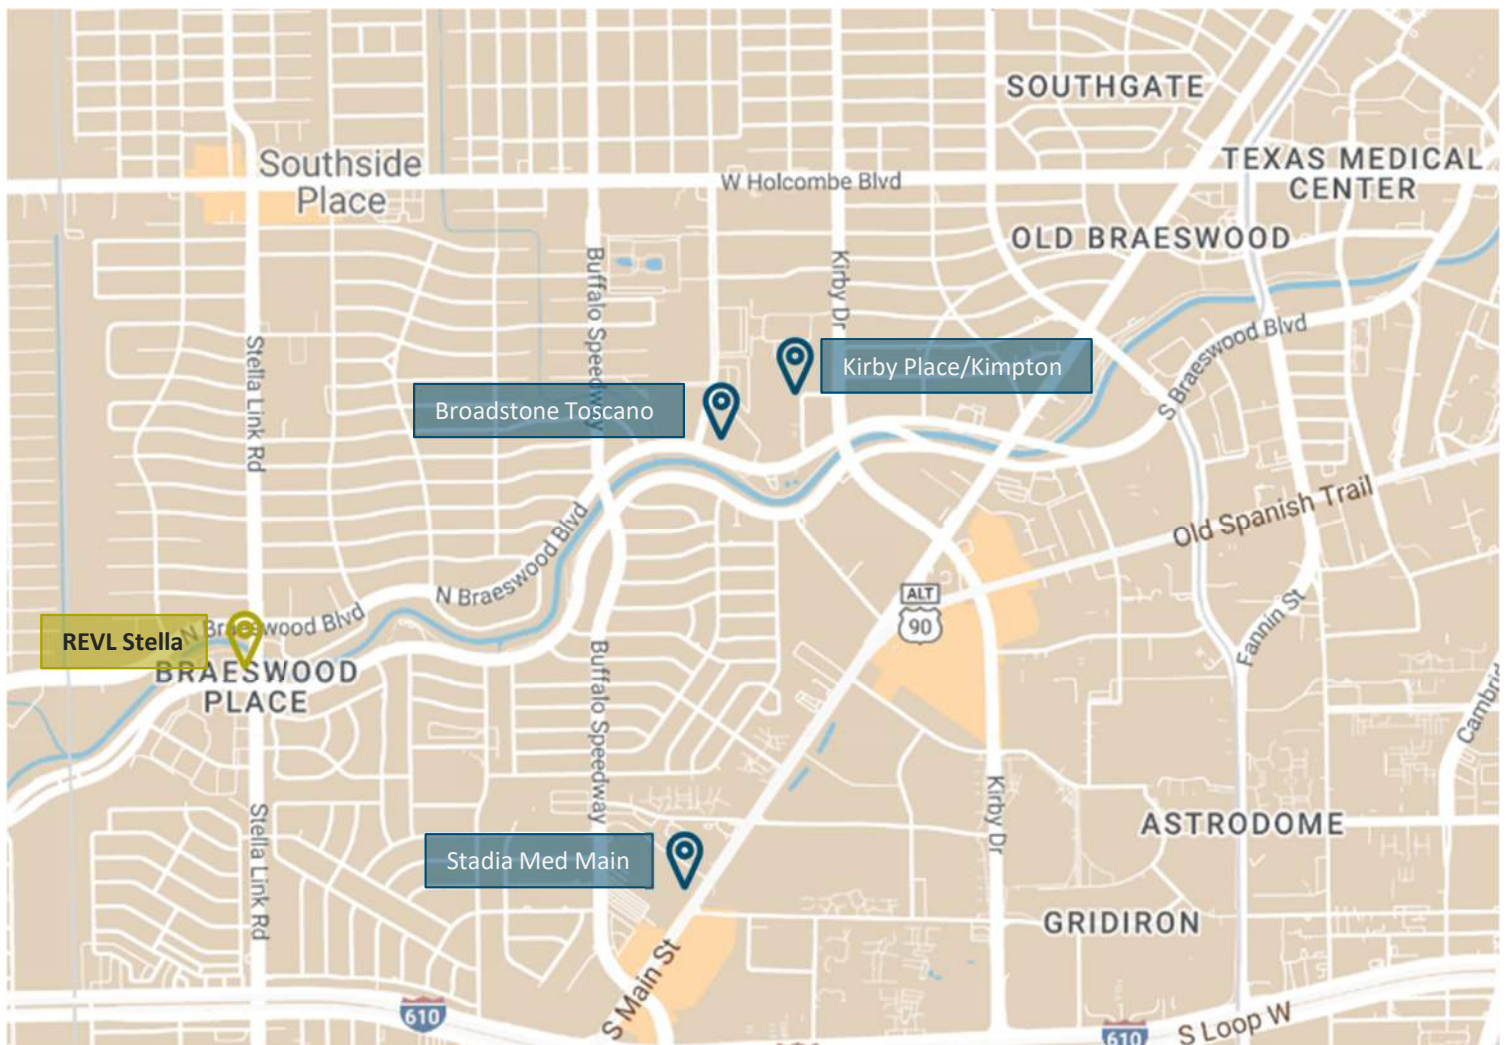 SOUTHGATE
Southside
Place
TEXAS MEDICAL
CENTER
W Holcombe Blvd
OLD BRAESWOOD
Buffalo Speedway
Kirby Dr
Stella Link Rd
S Braeswood Blvd
Kirby Place/Kimpton
Broadstone Toscano
Old Spanish Trail
N Braeswood Blvd
ALT
90
Fannin St
REVL Stella
N Braeswood Blvd
BRAESWOOD
PLACE
Buffalo Speedway
Kirby Dr
Stella Link Rd
ASTRODOME
Stadia Med Main
GRIDIRON
S Main St
610
610
S Loop W